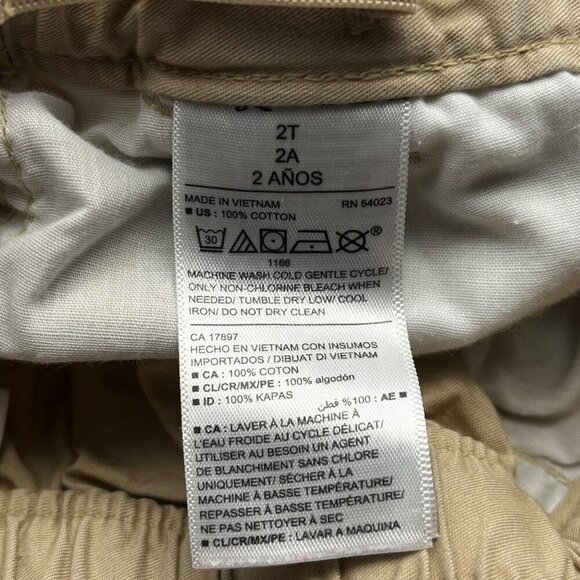 2T
2A
2 AÑOS
MADE IN VIETNAM RN 54023
■ US : 100% COTTON
30 ®
1166
MACHINE WASH COLD GENTLE CYCLE/
ONLY NON-CHLORINE BLEACH WHEN
NEEDED/ TUMBLE DRY LOW/ COOL
IRON/ DO NOT DRY CLEAN
CA 17897
HECHO EN VIETNAM CON INSUMOS
IMPORTADOS / DIBUAT DI VIETNAM
■ CA : 100% COTON
■ CL/CR/MX/PE : 100% algodón
■ ID : 100% KAPAS
■ AE : 100% قطن
■ CA : LAVER À LA MACHINE À
L'EAU FROIDE AU CYCLE DÉLICAT/
UTILISER AU BESOIN UN AGENT
DE BLANCHIMENT SANS CHLORE
UNIQUEMENT/ SÉCHER À LA
MACHINE À BASSE TEMPÉRATURE/
REPASSER À BASSE TEMPÉRATURE/
NE PAS NETTOYER À SEC
■ CL/CR/MX/PE: LAVAR A MAQUINA